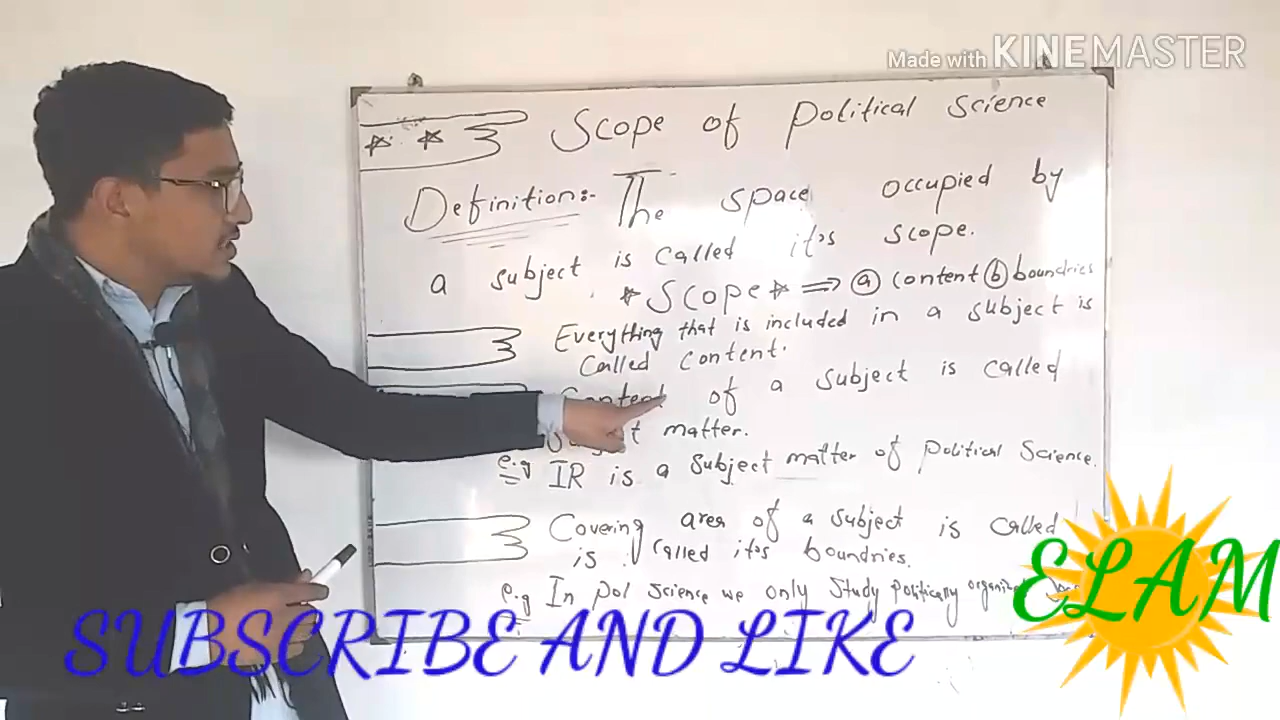 Made with KINEMASTER
Scope of Political Science
Definition:- The space occupied by
a subject is called it's scope.
*Scope* => (a) content (b) boundries
Everything that is included in a subject is
Called Content.
Content of a subject is called
matter.
e.g IR is a subject matter of Political Science.
Covering area of a subject is called
is called it's boundries.
e.g In Pol Science we only study politically
ELAM
SUBSCRIBE AND LIKE